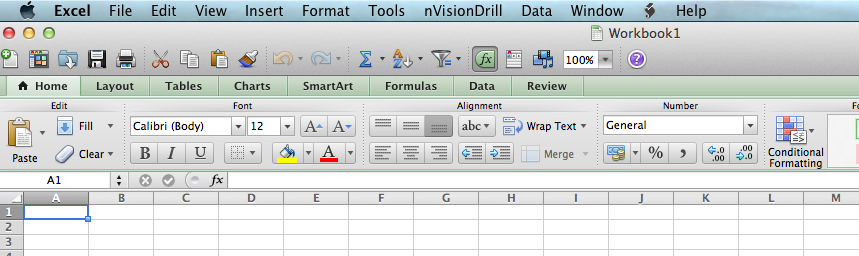 Excel File Edit View Insert Format Tools nVisionDrill Data Window Help
Workbook1
Σ A Z fx 100% ?
Home Layout Tables Charts SmartArt Formulas Data Review
Edit Font Alignment Number
Fill Calibri (Body) 12 A A abc Wrap Text General
Paste Clear B I U A Merge % , .0 .00 .00 .0 Conditional Formatting
A1 fx
A B C D E F G H I J K L M
1
2
3